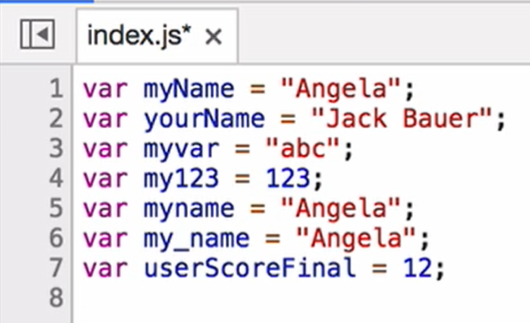 index.js* ×
1 var myName = "Angela";
2 var yourName = "Jack Bauer";
3 var myvar = "abc";
4 var my123 = 123;
5 var myname = "Angela";
6 var my_name = "Angela";
7 var userScoreFinal = 12;
8